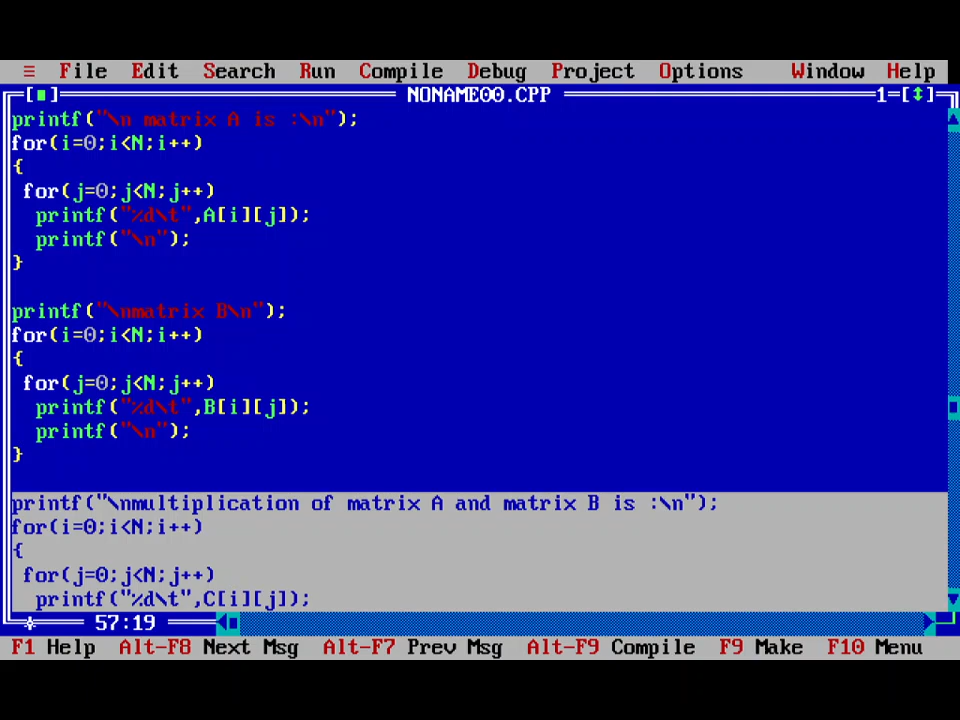 ≡ File Edit Search Run Compile Debug Project Options Window Help
[■] NONAME00.CPP 1=[↕]
printf("\n matrix A is :\n");
for(i=0;i<N;i++)
{
 for(j=0;j<N;j++)
  printf("%d\t",A[i][j]);
  printf("\n");
}
printf("\nmatrix B\n");
for(i=0;i<N;i++)
{
 for(j=0;j<N;j++)
  printf("%d\t",B[i][j]);
  printf("\n");
}
printf("\nmultiplication of matrix A and matrix B is :\n");
for(i=0;i<N;i++)
{
 for(j=0;j<N;j++)
  printf("%d\t",C[i][j]);
57:19
F1 Help Alt-F8 Next Msg Alt-F7 Prev Msg Alt-F9 Compile F9 Make F10 Menu